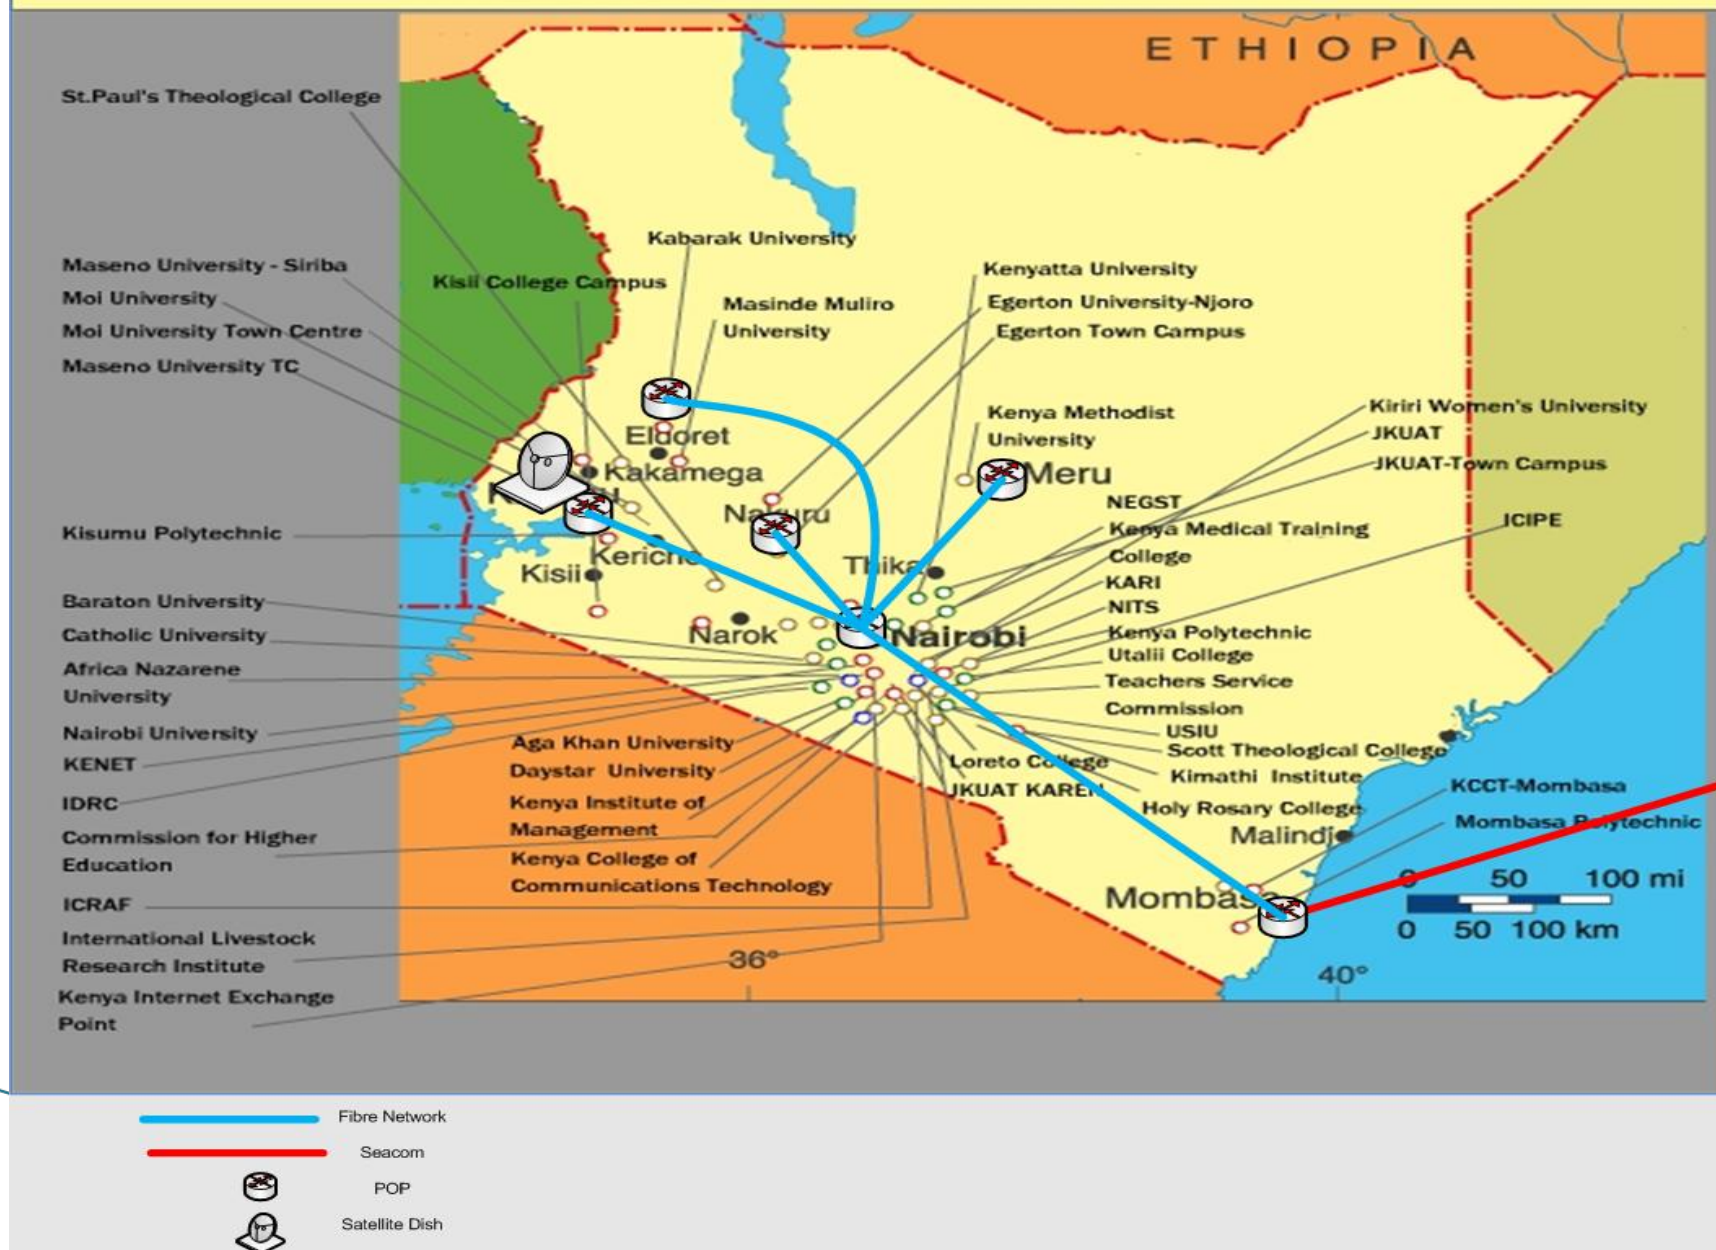 ETHIOPIA
St.Paul's Theological College
Kabarak University
Maseno University - Siriba
Kisii College Campus
Kenyatta University
Moi University
Masinde Muliro
University
Egerton University-Njoro
Moi University Town Centre
Egerton Town Campus
Maseno University TC
Kenya Methodist
University
Kiriri Women's University
JKUAT
JKUAT-Town Campus
Eldoret
Kakamega
Meru
Nakuru
NEGST
ICIPE
Kenya Medical Training
College
Kisumu Polytechnic
Kericho
Kisii
Thika
KARI
Baraton University
NITS
Narok
Nairobi
Kenya Polytechnic
Catholic University
Utalii College
Africa Nazarene
University
Teachers Service
Commission
Nairobi University
USIU
Aga Khan University
Scott Theological College
KENET
Loreto College
Daystar University
Kimathi Institute
JKUAT KAREN
KCCT-Mombasa
IDRC
Kenya Institute of
Management
Holy Rosary College
Mombasa Polytechnic
Malindi
Commission for Higher
Education
Kenya College of
Communications Technology
0 50 100 mi
Mombasa
ICRAF
0 50 100 km
International Livestock
Research Institute
36°
40°
Kenya Internet Exchange
Point
Fibre Network
Seacom
POP
Satellite Dish